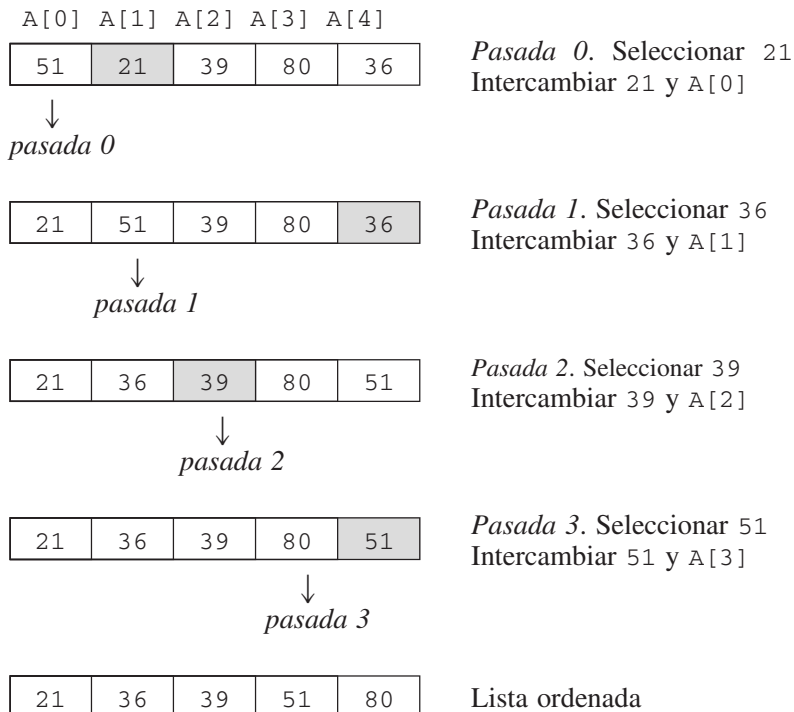 A[0] A[1] A[2] A[3] A[4]
51 21 39 80 36
Pasada 0. Seleccionar 21
Intercambiar 21 y A[0]
pasada 0
21 51 39 80 36
Pasada 1. Seleccionar 36
Intercambiar 36 y A[1]
pasada 1
21 36 39 80 51
Pasada 2. Seleccionar 39
Intercambiar 39 y A[2]
pasada 2
21 36 39 80 51
Pasada 3. Seleccionar 51
Intercambiar 51 y A[3]
pasada 3
21 36 39 51 80
Lista ordenada